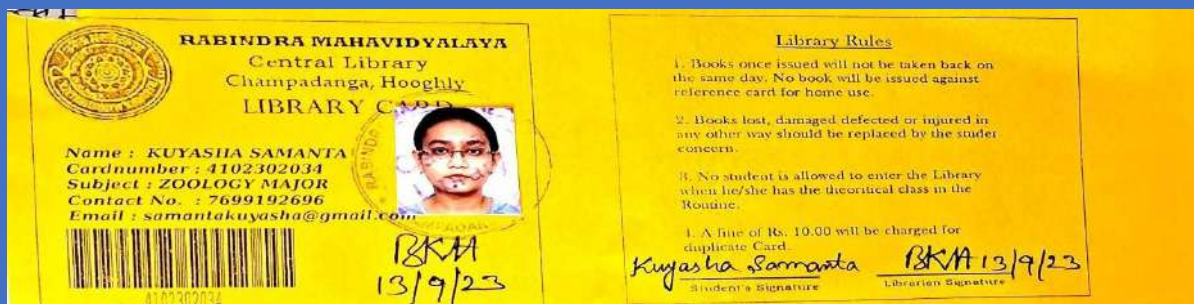 RABINDRA MAHAVIDYALAYA
Central Library
Champadanga, Hooghly
LIBRARY CARD
Name : KUYASHA SAMANTA
Cardnumber : 4102302034
Subject : ZOOLOGY MAJOR
Contact No. : 7699192696
Email : samantakuyasha@gmail.com
4102302034
BKM
13/9/23
Library Rules
1. Books once issued will not be taken back on
the same day. No book will be issued against
reference card for home use.
2. Books lost, damaged defected or injured in
any other way should be replaced by the studer
concern.
3. No student is allowed to enter the Library
when he/she has the theoritical class in the
Routine.
4. A fine of Rs. 10.00 will be charged for
duplicate Card.
Kuyasha Samanta
Student's Signature
BKM 13/9/23
Librarian Signature